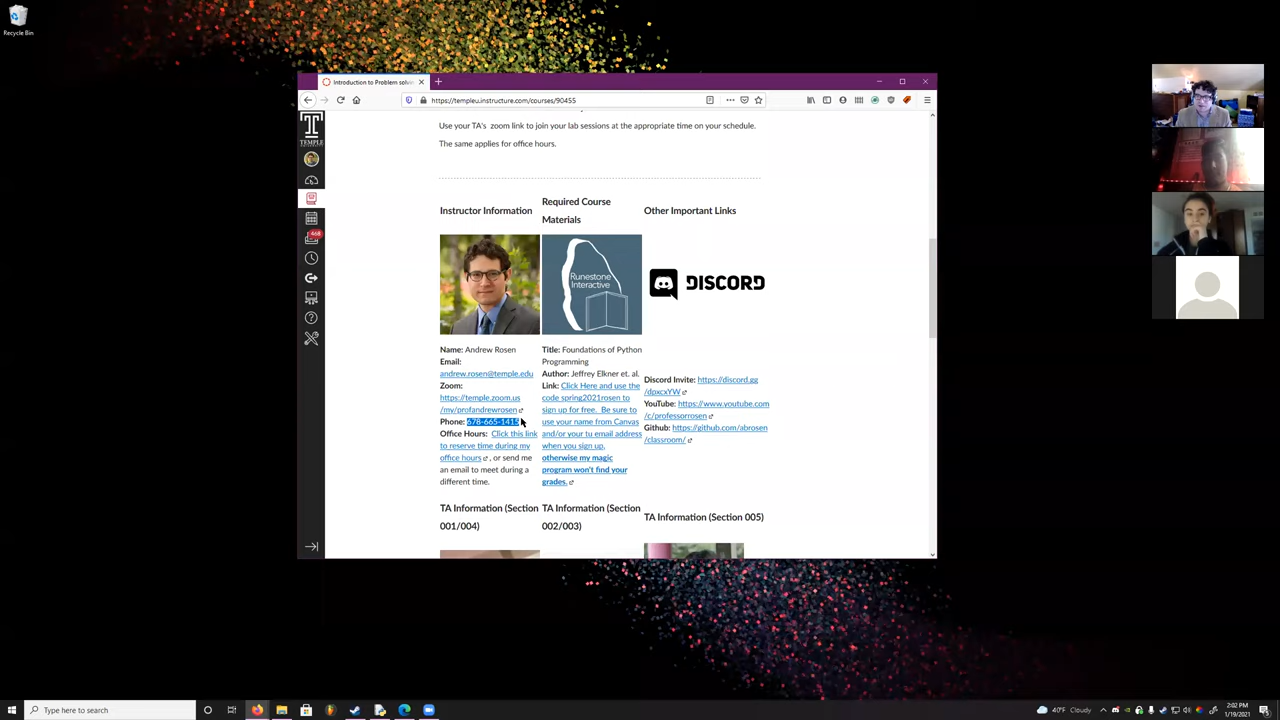 Recycle Bin
Introduction to Problem solvi
https://templeu.instructure.com/courses/90455
TEMPLE
468
Use your TA's zoom link to join your lab sessions at the appropriate time on your schedule.
The same applies for office hours.
Instructor Information
Required Course
Materials
Other Important Links
Runestone
Interactive
DISCORD
Name: Andrew Rosen
Email:
andrew.rosen@temple.edu
Zoom:
https://temple.zoom.us
/my/profandrewrosen
Phone: 678-665-1415
Office Hours: Click this link
to reserve time during my
office hours , or send me
an email to meet during a
different time.
Title: Foundations of Python
Programming
Author: Jeffrey Elkner et. al.
Link: Click Here and use the
code spring2021rosen to
sign up for free. Be sure to
use your name from Canvas
and/or your tu email address
when you sign up,
otherwise my magic
program won't find your
grades.
Discord Invite: https://discord.gg
/dpxcxYW
YouTube: https://www.youtube.com
/c/professorrosen
Github: https://github.com/abrosen
/classroom/
TA Information (Section
001/004)
TA Information (Section
002/003)
TA Information (Section 005)
Type here to search
40°F Cloudy
2:02 PM
1/19/2021